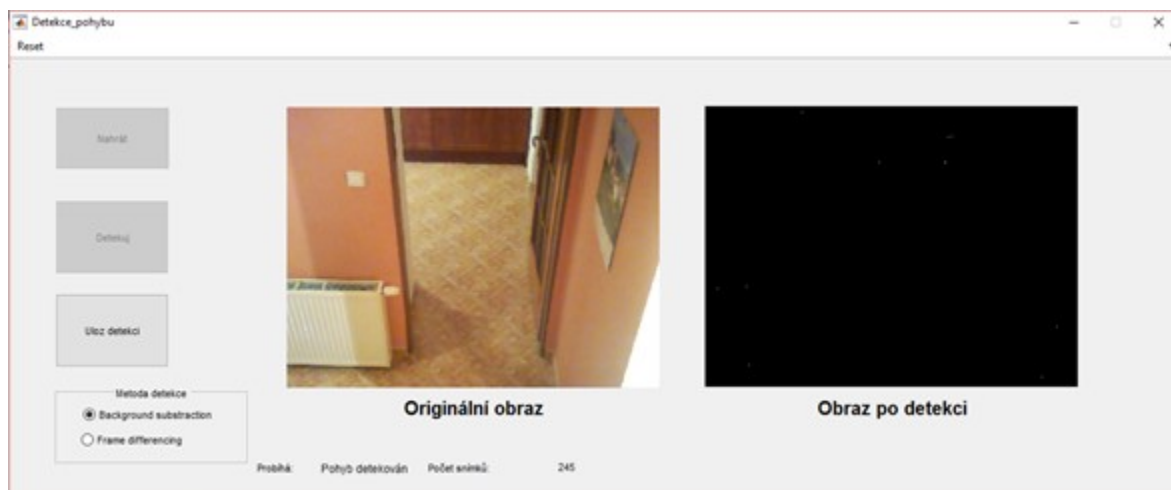 Detekce_pohybu
Reset
Nahrát
Detekuj
Uloz detekci
Metoda detekce
Background substraction
Frame differencing
Originální obraz
Obraz po detekci
Probíhá: Pohyb detekován Počet snímků: 245